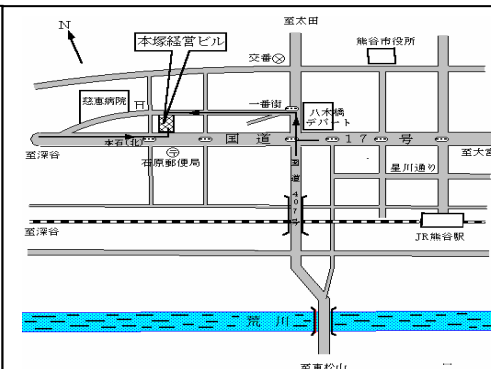 至太田
N
熊谷市役所
本塚経営ビル
交番
慈恵病院
一番街
八木橋
デパート
本石(北)
国道17号
至深谷
至大宮
石原郵便局
星川通り
国道407号
至深谷
JR熊谷駅
荒川
至東松山